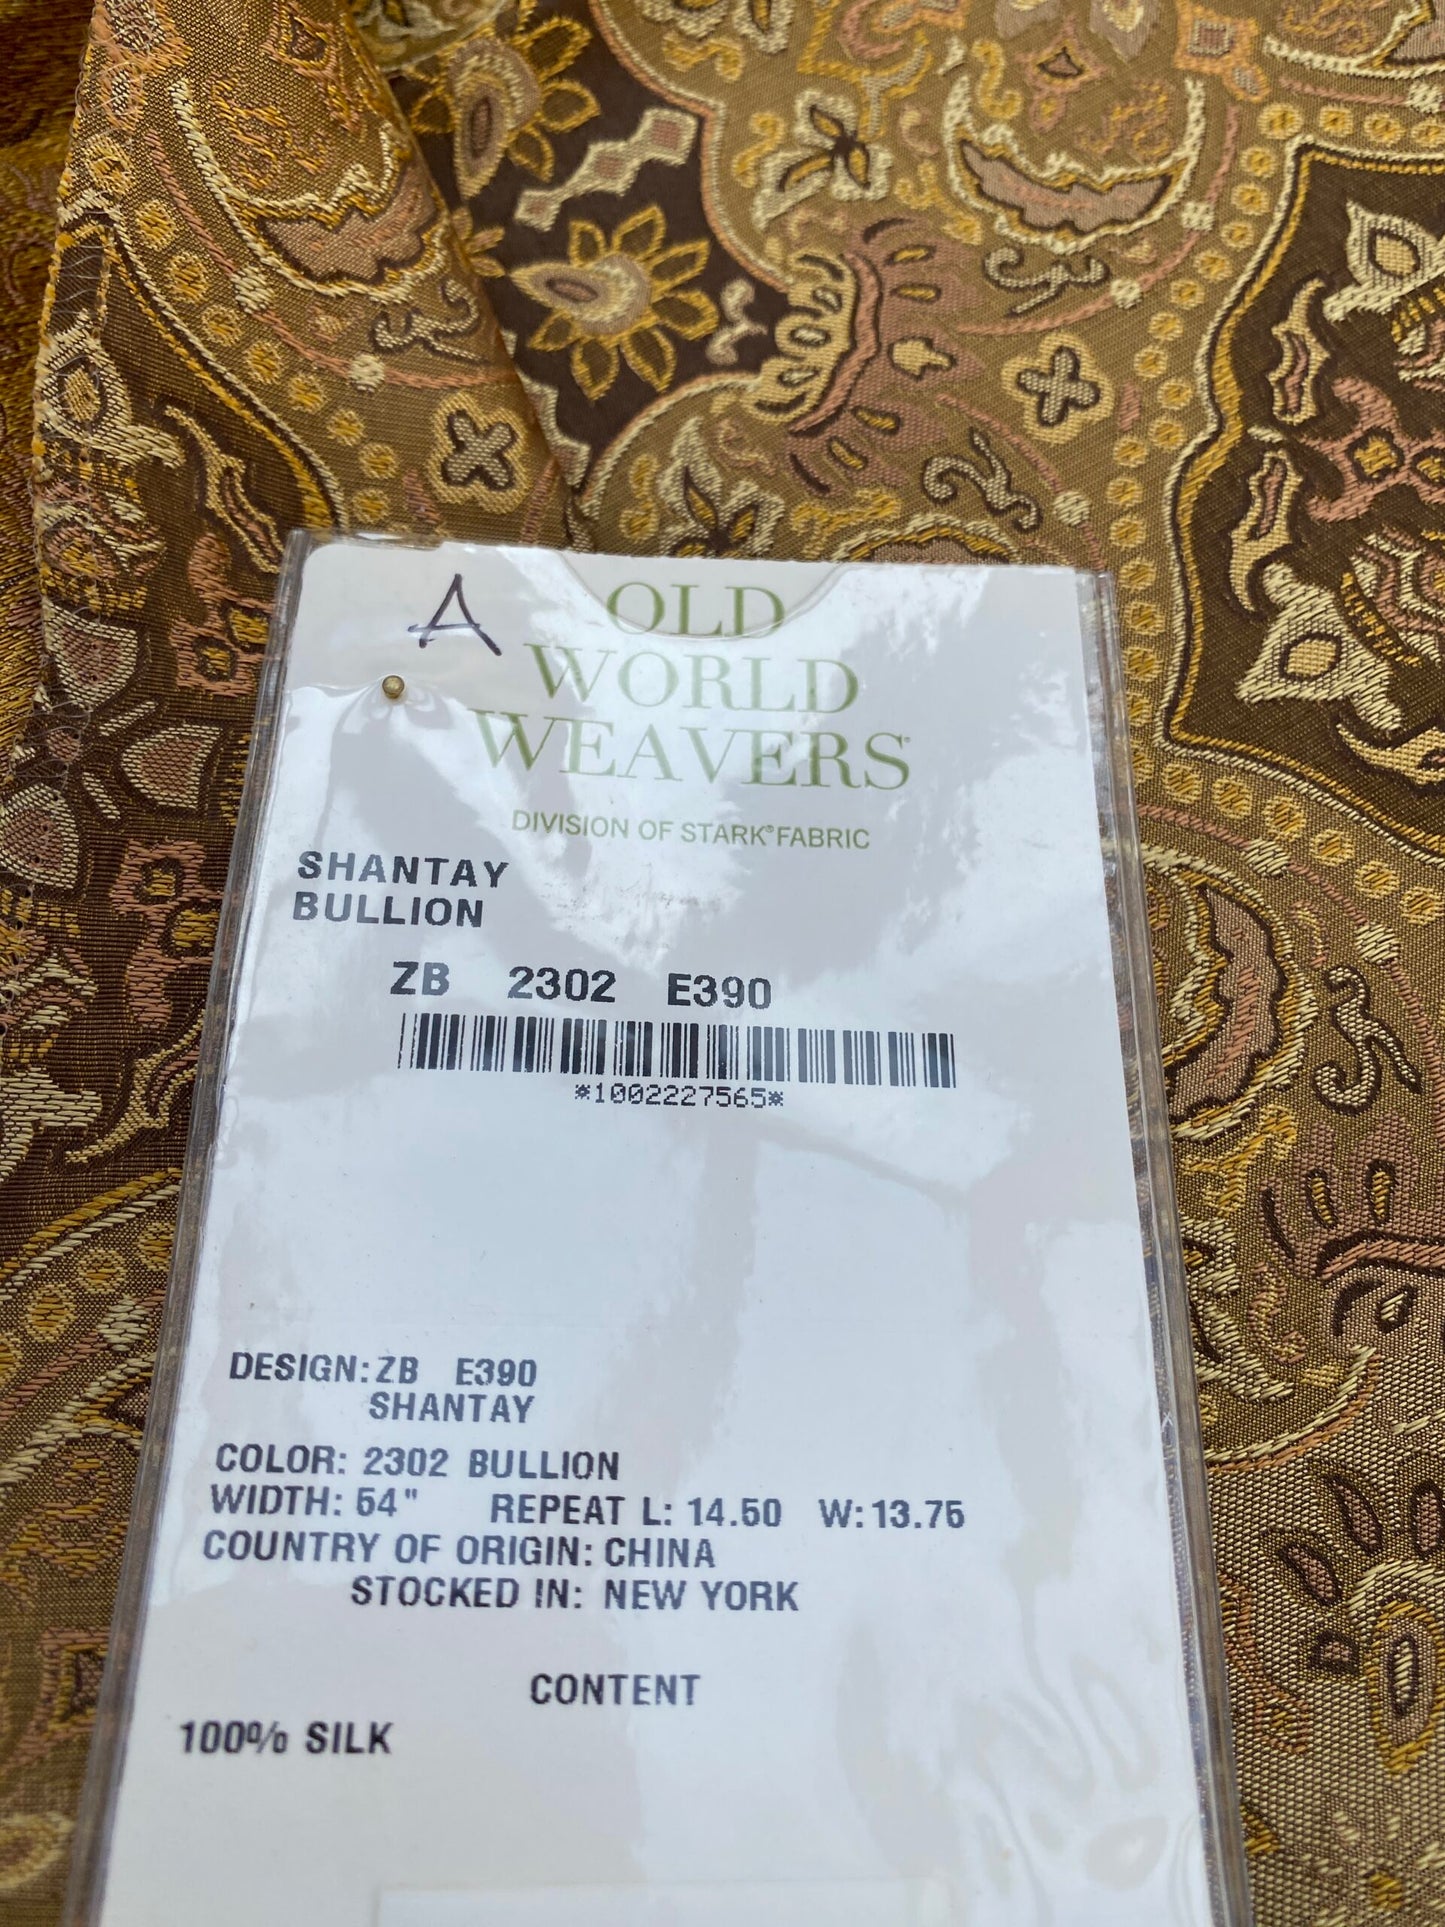 A
OLD
WORLD
WEAVERS®
DIVISION OF STARK® FABRIC
SHANTAY
BULLION
ZB 2302 E390
*1002227565*
DESIGN: ZB E390
SHANTAY
COLOR: 2302 BULLION
WIDTH: 54" REPEAT L: 14.50 W: 13.75
COUNTRY OF ORIGIN: CHINA
STOCKED IN: NEW YORK
CONTENT
100% SILK